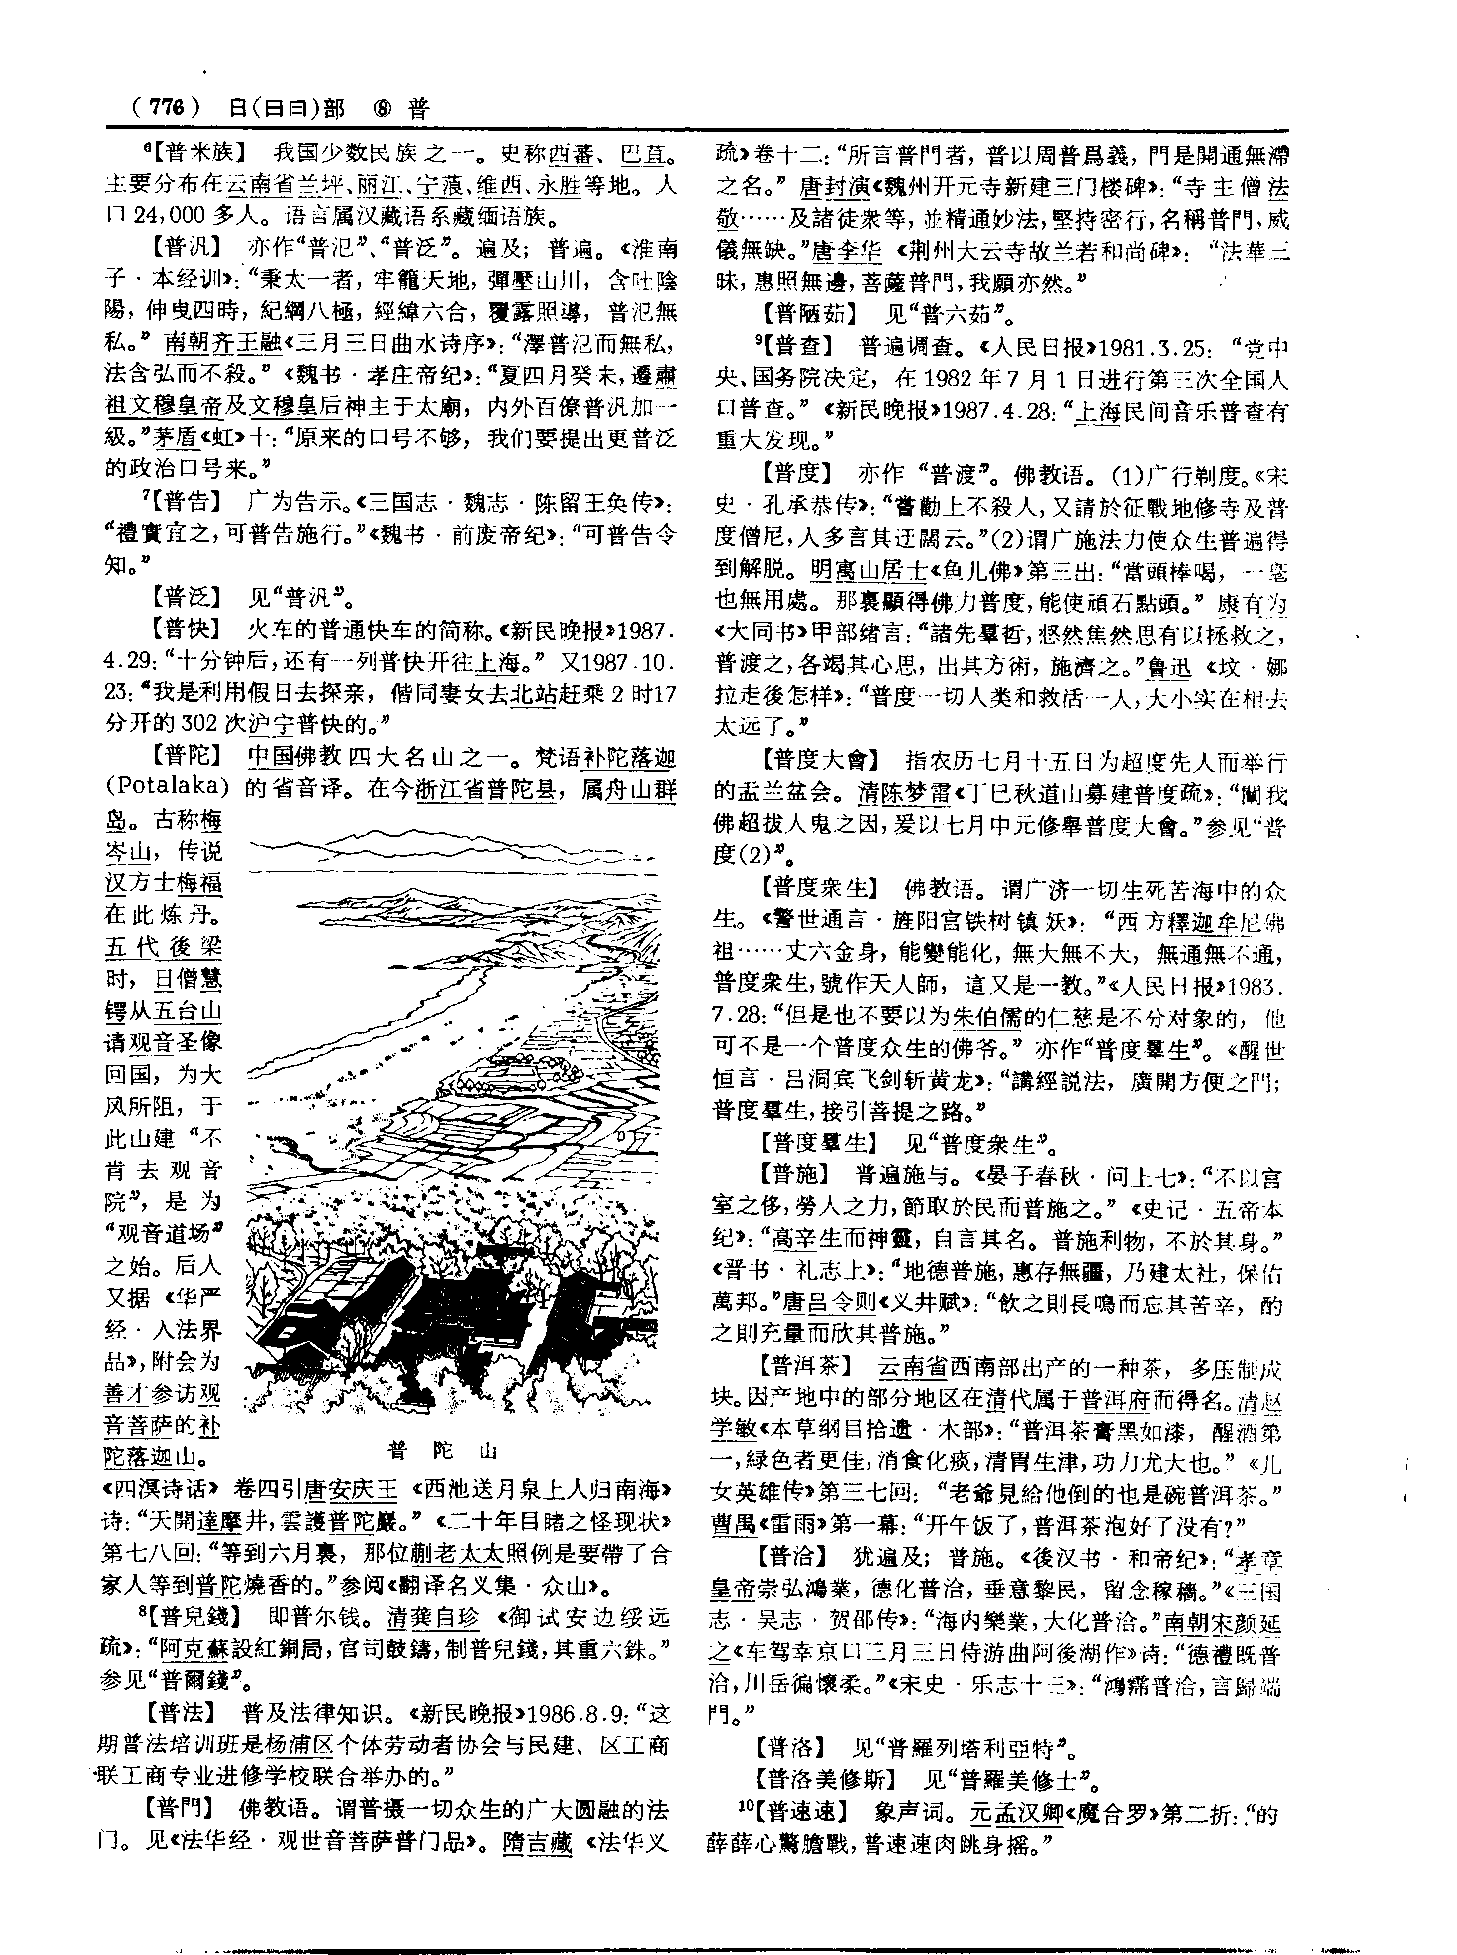 (776) 日(日曰)部 ⑧ 普
⁶【普米族】 我国少数民族之一。史称西蕃、巴苴。
主要分布在云南省兰坪、丽江、宁蒗、维西、永胜等地。人
口24,000多人。语言属汉藏语系藏缅语族。
【普汎】 亦作“普氾”、“普泛”。遍及；普遍。《淮南
子·本经训》：“秉太一者，牢籠天地，彈壓山川，含吐陰
陽，伸曳四時，紀綱八極，經緯六合，覆露照導，普氾無
私。”南朝齐王融《三月三日曲水诗序》：“澤普氾而無私，
法含弘而不殺。”《魏书·孝庄帝纪》：“夏四月癸未，遷肅
祖文穆皇帝及文穆皇后神主于太廟，内外百僚普汎加一
級。”茅盾《虹》十：“原来的口号不够，我们要提出更普泛
的政治口号来。”
⁷【普告】 广为告示。《三国志·魏志·陈留王奂传》：
“禮實宜之，可普告施行。”《魏书·前废帝纪》：“可普告令
知。”
【普泛】 见“普汎”。
【普快】 火车的普通快车的简称。《新民晚报》1987.
4.29：“十分钟后，还有一列普快开往上海。”又1987.10.
23：“我是利用假日去探亲，偕同妻女去北站赶乘2时17
分开的302次沪宁普快的。”
【普陀】 中国佛教四大名山之一。梵语补陀落迦
(Potalaka)的省音译。在今浙江省普陀县，属舟山群
岛。古称梅
岑山，传说
汉方士梅福
在此炼丹。
五代後梁
时，日僧慧
锷从五台山
请观音圣像
回国，为大
风所阻，于
此山建“不
肯去观音
院”，是为
“观音道场”
之始。后人
又据《华严
经·入法界
品》，附会为
善才参访观
音菩萨的补
陀落迦山。
普陀山
《四溟诗话》卷四引唐安庆王《西池送月泉上人归南海》
诗：“天開達摩井，雲護普陀巖。”《二十年目睹之怪现状》
第七八回：“等到六月裏，那位蒯老太太照例是要帶了合
家人等到普陀燒香的。”参阅《翻译名义集·众山》。
⁸【普兒錢】 即普尔钱。清龚自珍《御试安边绥远
疏》：“阿克蘇設紅銅局，官司鼓鑄，制普兒錢，其重六銖。”
参见“普爾錢”。
【普法】 普及法律知识。《新民晚报》1986.8.9：“这
期普法培训班是杨浦区个体劳动者协会与民建、区工商
联工商专业进修学校联合举办的。”
【普門】 佛教语。谓普摄一切众生的广大圆融的法
门。见《法华经·观世音菩萨普门品》。隋吉藏《法华义
疏》卷十二：“所言普門者，普以周普爲義，門是開通無滯
之名。”唐封演《魏州开元寺新建三门楼碑》：“寺主僧法
敬……及諸徒衆等，並精通妙法，堅持密行，名稱普門，威
儀無缺。”唐李华《荆州大云寺故兰若和尚碑》：“法華三
昧，惠照無邊，菩薩普門，我願亦然。”
【普陋茹】 见“普六茹”。
⁹【普查】 普遍调查。《人民日报》1981.3.25：“党中
央、国务院决定，在1982年7月1日进行第三次全国人
口普查。”《新民晚报》1987.4.28：“上海民间音乐普查有
重大发现。”
【普度】 亦作“普渡”。佛教语。(1)广行剃度。《宋
史·孔承恭传》：“嘗勸上不殺人，又請於征戰地修寺及普
度僧尼，人多言其迂闊云。”(2)谓广施法力使众生普遍得
到解脱。明寓山居士《鱼儿佛》第三出：“當頭棒喝，一毫
也無用處。那裏顯得佛力普度，能使頑石點頭。”康有为
《大同书》甲部绪言：“諸先羣哲，怒然焦然思有以拯救之，
普渡之，各竭其心思，出其方術，施濟之。”鲁迅《坟·娜
拉走後怎样》：“普度一切人类和救活一人，大小实在相去
太远了。”
【普度大會】 指农历七月十五日为超度先人而举行
的盂兰盆会。清陈梦雷《丁巳秋道山募建普度疏》：“闡我
佛超拔人鬼之因，爰以七月中元修舉普度大會。”参见“普
度(2)”。
【普度衆生】 佛教语。谓广济一切生死苦海中的众
生。《警世通言·旌阳宫铁树镇妖》：“西方釋迦牟尼佛
祖……丈六金身，能變能化，無大無不大，無通無不通，
普度衆生，號作天人師，這又是一教。”《人民日报》1983.
7.28：“但是也不要以为朱伯儒的仁慈是不分对象的，他
可不是一个普度众生的佛爷。”亦作“普度羣生”。《醒世
恒言·吕洞宾飞剑斩黄龙》：“講經説法，廣開方便之門；
普度羣生，接引菩提之路。”
【普度羣生】 见“普度衆生”。
【普施】 普遍施与。《晏子春秋·问上七》：“不以宫
室之侈，勞人之力，節取於民而普施之。”《史记·五帝本
纪》：“高辛生而神靈，自言其名。普施利物，不於其身。”
《晋书·礼志上》：“地德普施，惠存無疆，乃建太社，保佑
萬邦。”唐吕令则《义井赋》：“飲之則長鳴而忘其苦辛，酌
之則充量而欣其普施。”
【普洱茶】 云南省西南部出产的一种茶，多压制成
块。因产地中的部分地区在清代属于普洱府而得名。清赵
学敏《本草纲目拾遗·木部》：“普洱茶膏黑如漆，醒酒第
一，緑色者更佳，消食化痰，清胃生津，功力尤大也。”《儿
女英雄传》第三七回：“老爺見給他倒的也是碗普洱茶。”
曹禺《雷雨》第一幕：“开午饭了，普洱茶泡好了没有？”
【普洽】 犹遍及；普施。《後汉书·和帝纪》：“孝章
皇帝崇弘鴻業，德化普洽，垂意黎民，留念稼穡。”《三国
志·吴志·贺邵传》：“海内樂業，大化普洽。”南朝宋颜延
之《车驾幸京口三月三日侍游曲阿後湖作》诗：“德禮既普
洽，川岳徧懷柔。”《宋史·乐志十三》：“鴻霈普洽，言歸端
門。”
【普洛】 见“普羅列塔利亞特”。
【普洛美修斯】 见“普羅美修士”。
¹⁰【普速速】 象声词。元孟汉卿《魔合罗》第二折：“的
薛薛心驚膽戰，普速速肉跳身摇。”